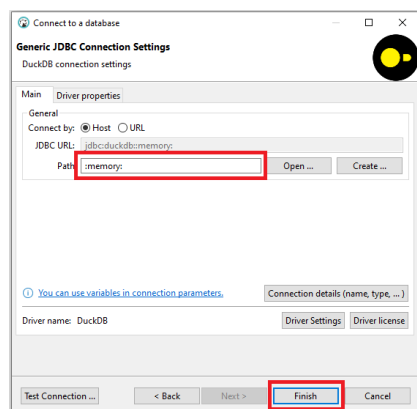 Connect to a database
Generic JDBC Connection Settings
DuckDB connection settings
Main Driver properties
General
Connect by: Host URL
JDBC URL: jdbc:duckdb::memory:
Path: :memory: Open ... Create ...
You can use variables in connection parameters. Connection details (name, type, ... )
Driver name: DuckDB Driver Settings Driver license
Test Connection ... < Back Next > Finish Cancel